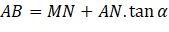 AB = MN + AN.tan α